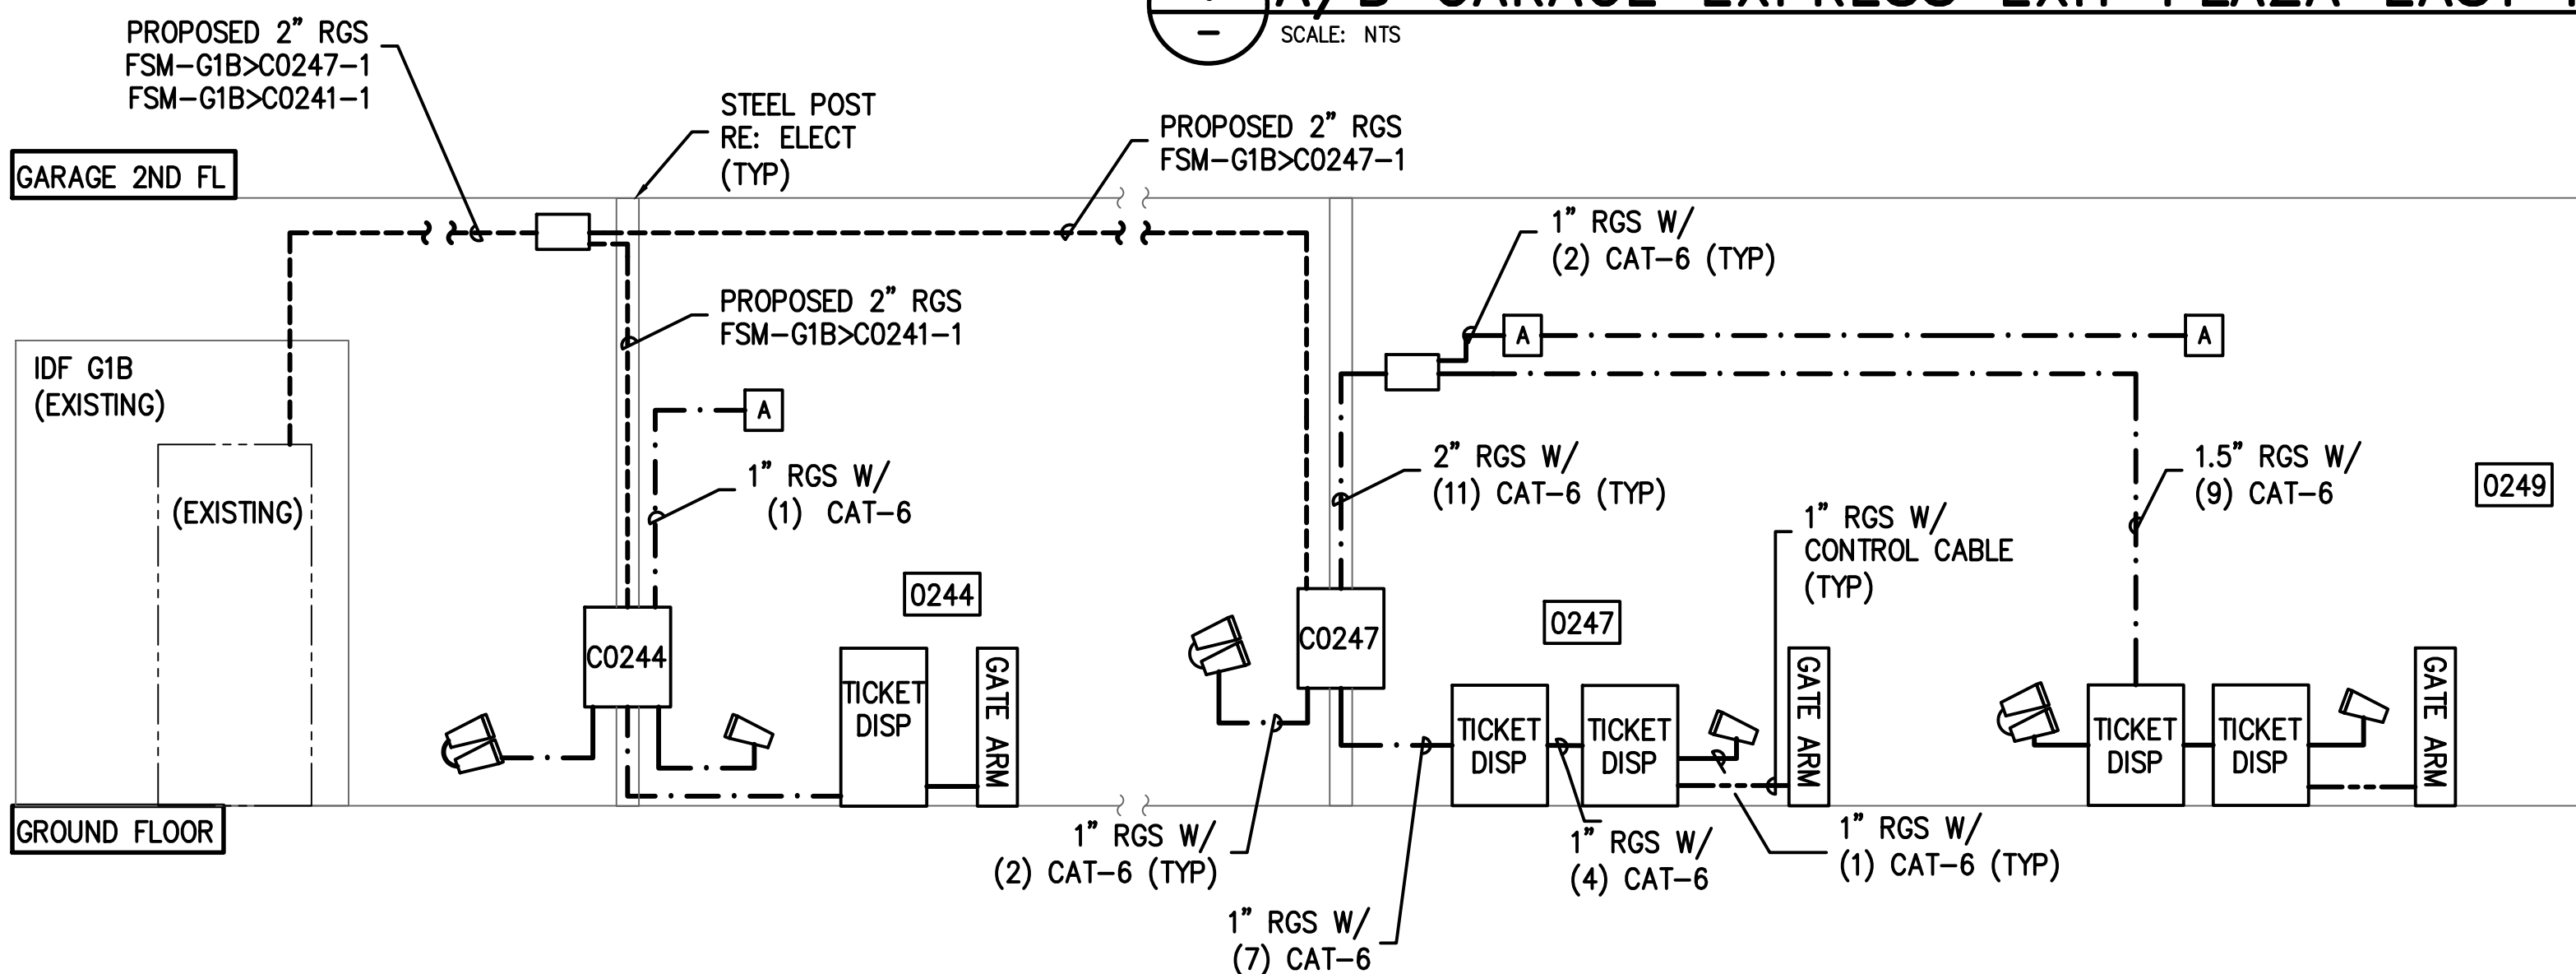 SCALE: NTS
PROPOSED 2" RGS
FSM-G1B>C0247-1
FSM-G1B>C0241-1
STEEL POST
RE: ELECT
(TYP)
PROPOSED 2" RGS
FSM-G1B>C0247-1
GARAGE 2ND FL
1" RGS W/
(2) CAT-6 (TYP)
PROPOSED 2" RGS
FSM-G1B>C0241-1
A
A
IDF G1B
(EXISTING)
A
(EXISTING)
1" RGS W/
(1) CAT-6
2" RGS W/
(11) CAT-6 (TYP)
1.5" RGS W/
(9) CAT-6
0249
1" RGS W/
CONTROL CABLE
(TYP)
0244
0247
C0244
C0247
TICKET
DISP
GATE ARM
TICKET
DISP
TICKET
DISP
GATE ARM
TICKET
DISP
TICKET
DISP
GATE ARM
GROUND FLOOR
1" RGS W/
(2) CAT-6 (TYP)
1" RGS W/
(4) CAT-6
1" RGS W/
(1) CAT-6 (TYP)
1" RGS W/
(7) CAT-6